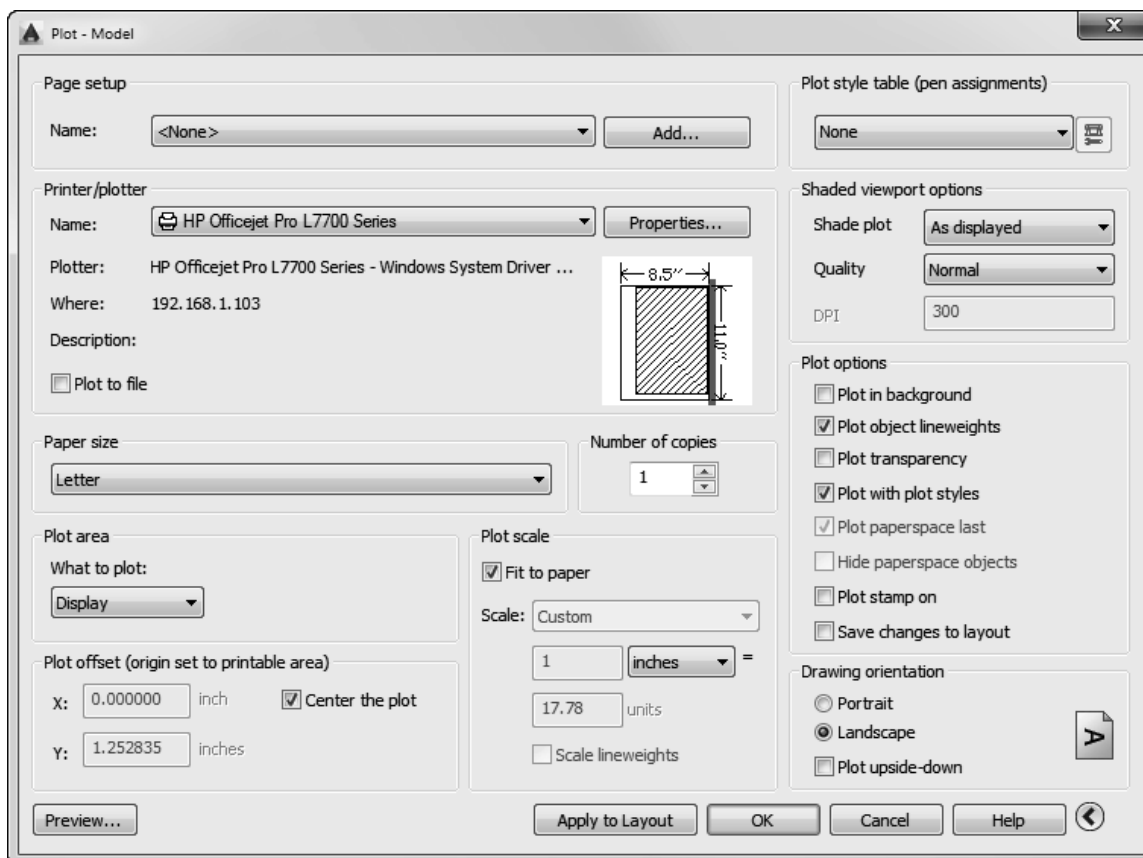 Plot - Model
Page setup
Name: <None> Add...
Printer/plotter
Name: HP Officejet Pro L7700 Series Properties...
Plotter: HP Officejet Pro L7700 Series - Windows System Driver ...
Where: 192.168.1.103
Description:
Plot to file
8.5″
11.0″
Paper size
Letter
Number of copies
1
Plot area
What to plot:
Display
Plot offset (origin set to printable area)
X: 0.000000 inch Center the plot
Y: 1.252835 inches
Plot scale
Fit to paper
Scale: Custom
1 inches =
17.78 units
Scale lineweights
Plot style table (pen assignments)
None
Shaded viewport options
Shade plot As displayed
Quality Normal
DPI 300
Plot options
Plot in background
Plot object lineweights
Plot transparency
Plot with plot styles
Plot paperspace last
Hide paperspace objects
Plot stamp on
Save changes to layout
Drawing orientation
Portrait
Landscape
Plot upside-down
A
Preview... Apply to Layout OK Cancel Help